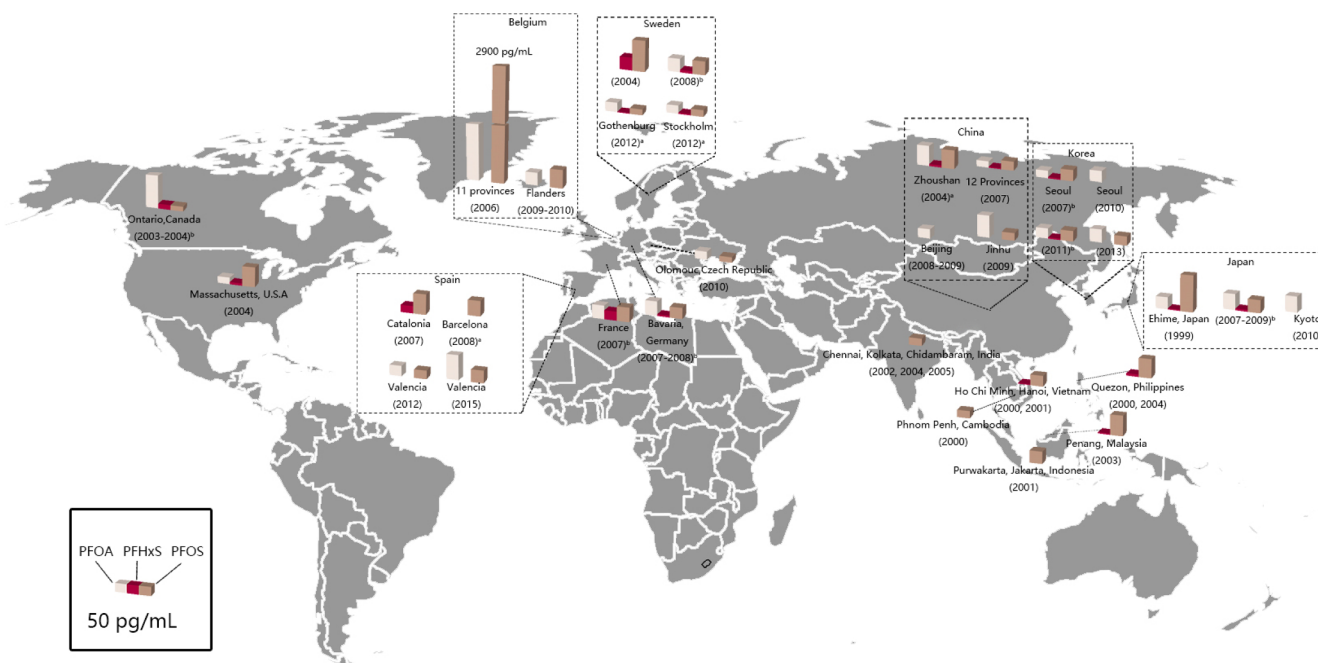 Belgium
2900 pg/mL
11 provinces
(2006)
Flanders
(2009-2010)
Sweden
(2004)
(2008)ᵇ
Gothenburg
(2012)ᵃ
Stockholm
(2012)ᵃ
China
Zhoushan
(2004)ᵃ
12 Provinces
(2007)
Beijing
(2008-2009)
Jinhu
(2009)
Korea
Seoul
(2007)ᵇ
Seoul
(2010)
(2011)ᵇ
(2013)
Japan
Ehime, Japan
(1999)
(2007-2009)ᵇ
Kyoto
(2010
Ontario,Canada
(2003-2004)ᵇ
Massachusetts, U.S.A
(2004)
Spain
Catalonia
(2007)
Barcelona
(2008)ᵃ
Valencia
(2012)
Valencia
(2015)
Olomouc,Czech Republic
(2010)
France
(2007)ᵇ
Bavaria,
Germany
(2007-2008)ᵇ
Chennai, Kolkata, Chidambaram, India
(2002, 2004, 2005)
Ho Chi Minh, Hanoi, Vietnam
(2000, 2001)
Quezon, Philippines
(2000, 2004)
Phnom Penh, Cambodia
(2000)
Penang, Malaysia
(2003)
Purwakarta, Jakarta, Indonesia
(2001)
PFOA PFHxS PFOS
50 pg/mL